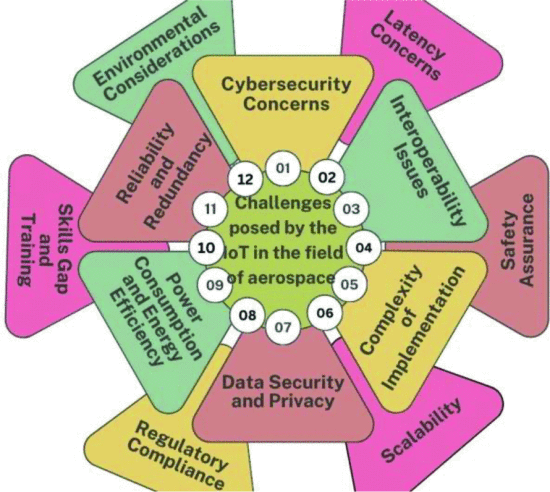 Challenges
posed by the
IoT in the field
of aerospace
01
Cybersecurity
Concerns
02
Latency
Concerns
03
Interoperability
Issues
04
Safety
Assurance
05
Complexity
of
Implementation
06
Scalability
07
Data Security
and Privacy
08
Regulatory
Compliance
09
Power
Consumption
and Energy
Efficiency
10
Skills Gap
and
Training
11
Reliability
and
Redundancy
12
Environmental
Considerations